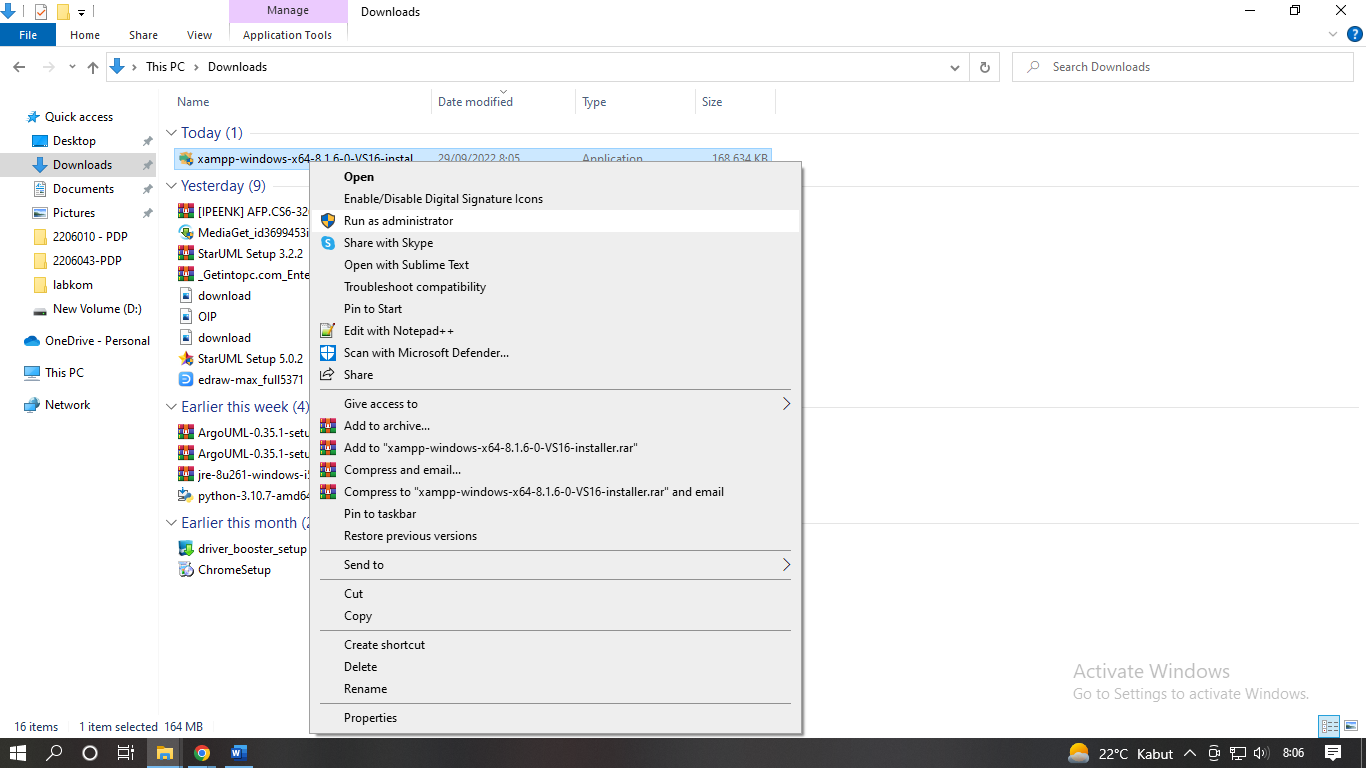 Manage
Downloads
File
Home
Share
View
Application Tools
This PC
Downloads
Search Downloads
Name
Date modified
Type
Size
Quick access
Desktop
Downloads
Documents
Pictures
2206010 - PDP
2206043-PDP
labkom
New Volume (D:)
OneDrive - Personal
This PC
Network
Today (1)
xampp-windows-x64-8.1.6-0-VS16-instal
29/09/2022 8:05
Application
168.634 KB
Yesterday (9)
[IPEENK] AFP.CS6-32
MediaGet_id3699453i
StarUML Setup 3.2.2
_Getintopc.com_Ente
download
OIP
download
StarUML Setup 5.0.2
edraw-max_full5371
Earlier this week (4)
ArgoUML-0.35.1-setu
ArgoUML-0.35.1-setu
jre-8u261-windows-i5
python-3.10.7-amd64
Earlier this month (2
driver_booster_setup
ChromeSetup
Open
Enable/Disable Digital Signature Icons
Run as administrator
Share with Skype
Open with Sublime Text
Troubleshoot compatibility
Pin to Start
Edit with Notepad++
Scan with Microsoft Defender...
Share
Give access to
Add to archive...
Add to "xampp-windows-x64-8.1.6-0-VS16-installer.rar"
Compress and email...
Compress to "xampp-windows-x64-8.1.6-0-VS16-installer.rar" and email
Pin to taskbar
Restore previous versions
Send to
Cut
Copy
Create shortcut
Delete
Rename
Properties
Activate Windows
Go to Settings to activate Windows.
16 items
1 item selected
164 MB
22°C Kabut
8:06